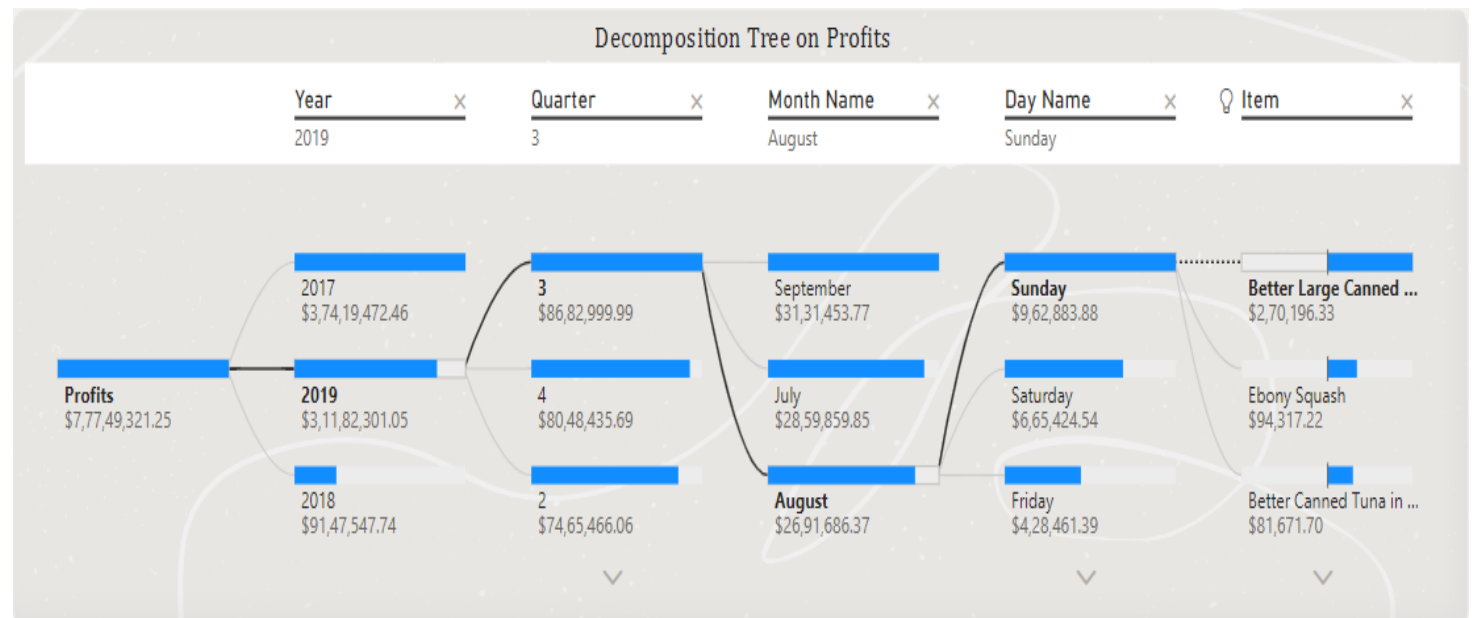 Decomposition Tree on Profits
Year
Quarter
Month Name
Day Name
Item
2019
3
August
Sunday
Profits
$7,77,49,321.25
2017
$3,74,19,472.46
2019
$3,11,82,301.05
2018
$91,47,547.74
3
$86,82,999.99
4
$80,48,435.69
2
$74,65,466.06
September
$31,31,453.77
July
$28,59,859.85
August
$26,91,686.37
Sunday
$9,62,883.88
Saturday
$6,65,424.54
Friday
$4,28,461.39
Better Large Canned ...
$2,70,196.33
Ebony Squash
$94,317.22
Better Canned Tuna in ...
$81,671.70